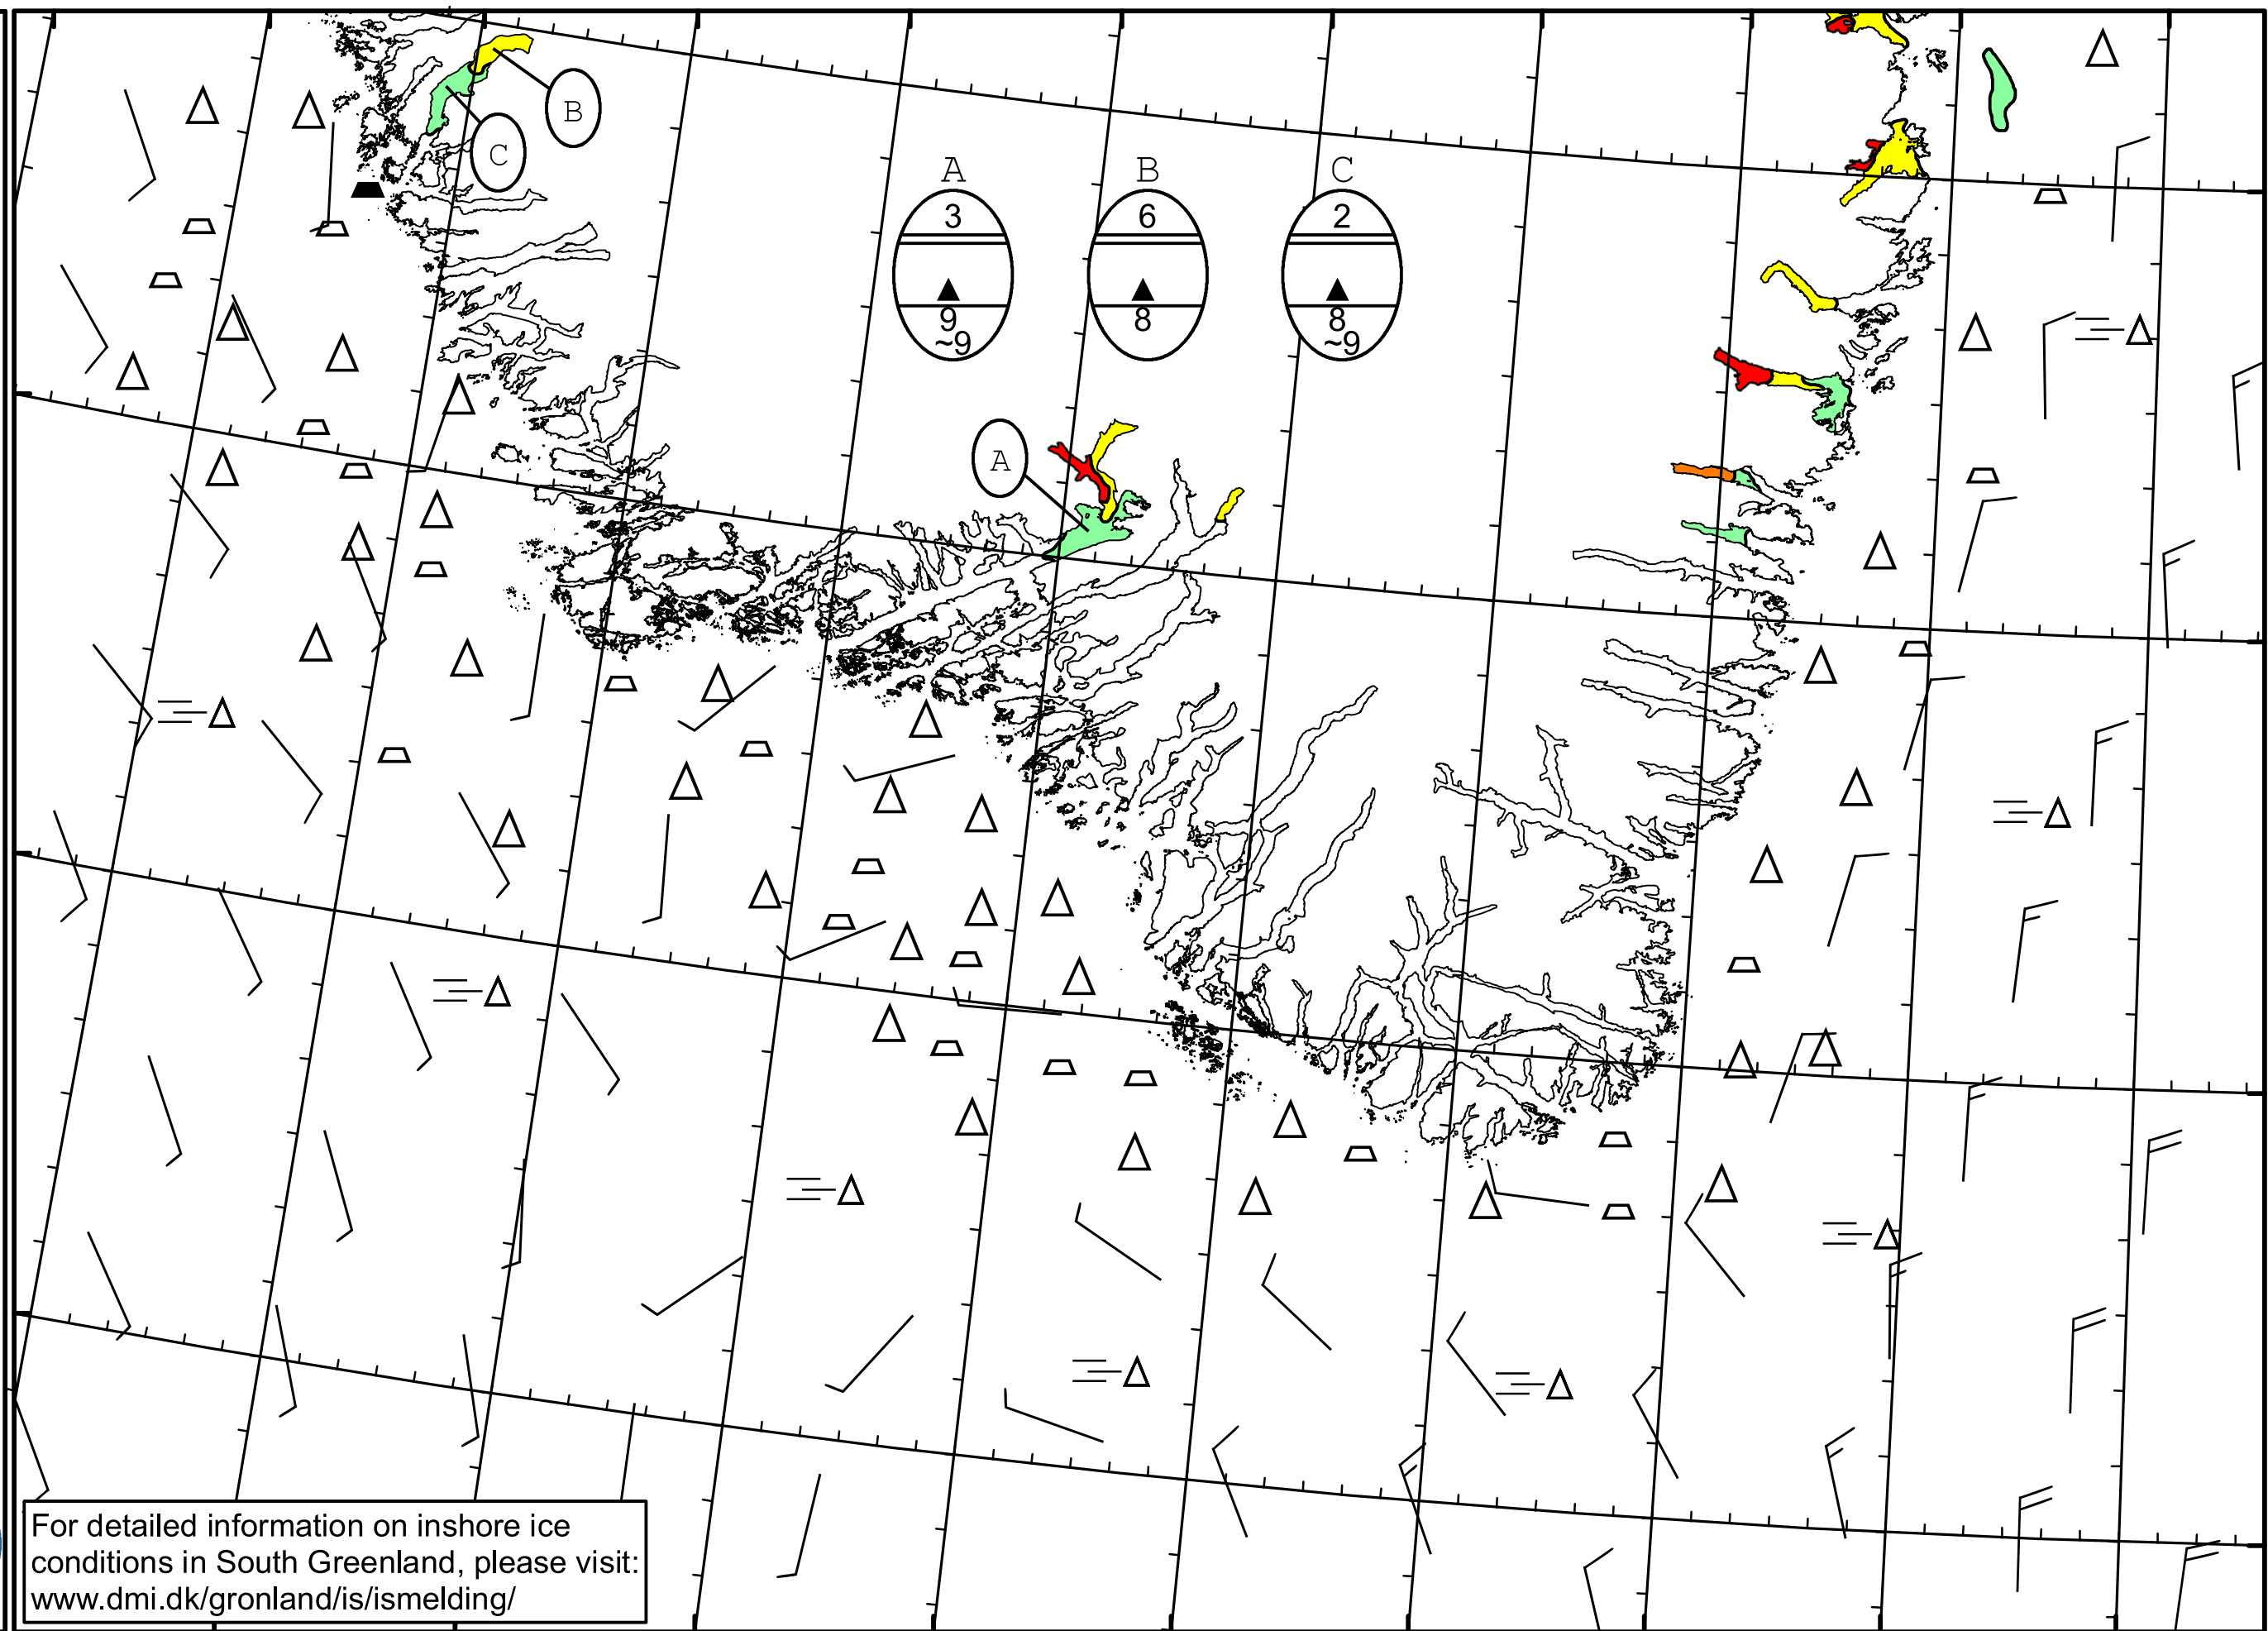 B
C
A B C
3 6 2
9 8 8
~9 ~9
A
For detailed information on inshore ice
conditions in South Greenland, please visit:
www.dmi.dk/gronland/is/ismelding/